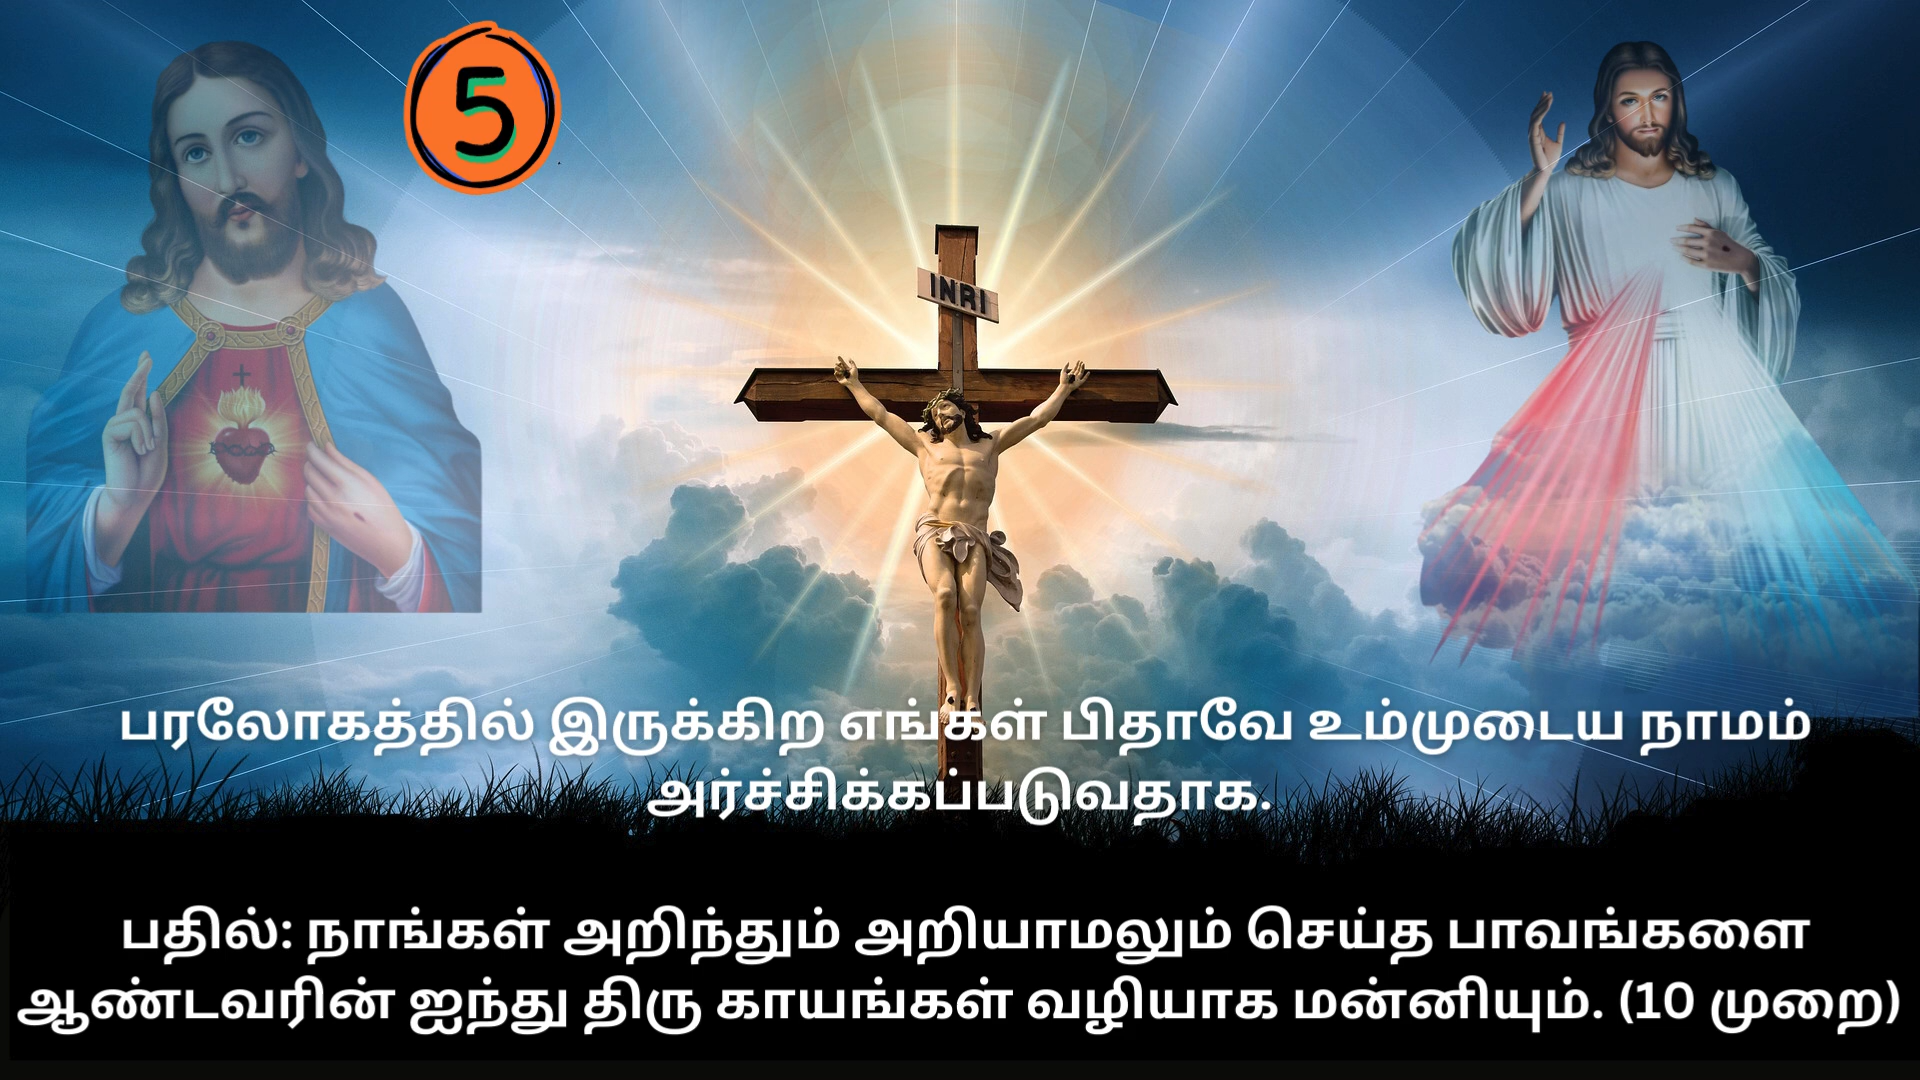 5
INRI
பரலோகத்தில் இருக்கிற எங்கள் பிதாவே உம்முடைய நாமம்
அர்ச்சிக்கப்படுவதாக.
பதில்: நாங்கள் அறிந்தும் அறியாமலும் செய்த பாவங்களை
ஆண்டவரின் ஐந்து திரு காயங்கள் வழியாக மன்னியும். (10 முறை)